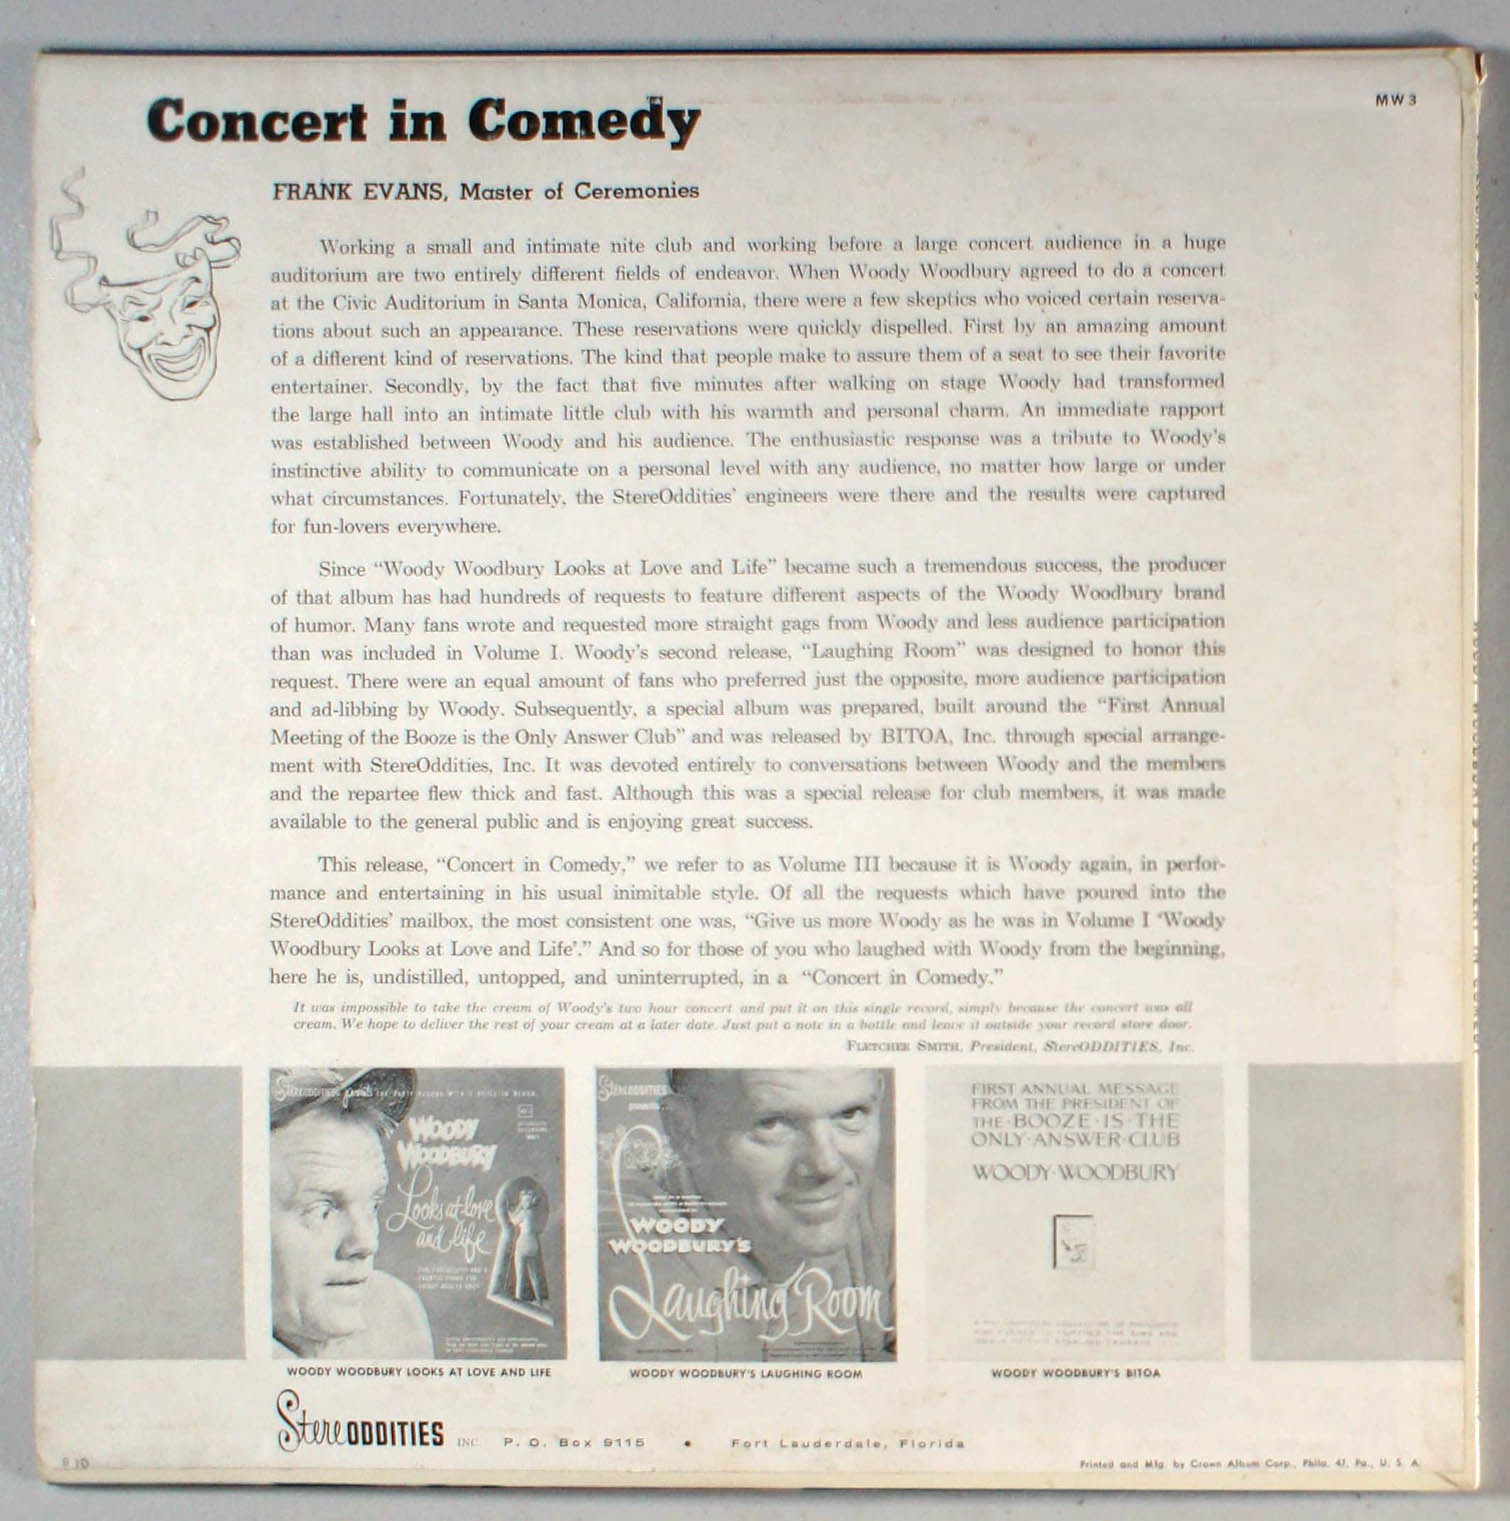 MW 3
Concert in Comedy
FRANK EVANS, Master of Ceremonies
Working a small and intimate nite club and working before a large concert audience in a huge
auditorium are two entirely different fields of endeavor. When Woody Woodbury agreed to do a concert
at the Civic Auditorium in Santa Monica, California, there were a few skeptics who voiced certain reserva-
tions about such an appearance. These reservations were quickly dispelled. First by an amazing amount
of a different kind of reservations. The kind that people make to assure them of a seat to see their favorite
entertainer. Secondly, by the fact that five minutes after walking on stage Woody had transformed
the large hall into an intimate little club with his warmth and personal charm. An immediate rapport
was established between Woody and his audience. The enthusiastic response was a tribute to Woody's
instinctive ability to communicate on a personal level with any audience, no matter how large or under
what circumstances. Fortunately, the StereOddities' engineers were there and the results were captured
for fun-lovers everywhere.
Since "Woody Woodbury Looks at Love and Life" became such a tremendous success, the producer
of that album has had hundreds of requests to feature different aspects of the Woody Woodbury brand
of humor. Many fans wrote and requested more straight gags from Woody and less audience participation
than was included in Volume I. Woody's second release, "Laughing Room" was designed to honor this
request. There were an equal amount of fans who preferred just the opposite, more audience participation
and ad-libbing by Woody. Subsequently, a special album was prepared, built around the "First Annual
Meeting of the Booze is the Only Answer Club" and was released by BITOA, Inc. through special arrange-
ment with StereOddities, Inc. It was devoted entirely to conversations between Woody and the members
and the repartee flew thick and fast. Although this was a special release for club members, it was made
available to the general public and is enjoying great success.
This release, "Concert in Comedy," we refer to as Volume III because it is Woody again, in perfor-
mance and entertaining in his usual inimitable style. Of all the requests which have poured into the
StereOddities' mailbox, the most consistent one was, "Give us more Woody as he was in Volume I 'Woody
Woodbury Looks at Love and Life'." And so for those of you who laughed with Woody from the beginning,
here he is, undistilled, untopped, and uninterrupted, in a "Concert in Comedy."
It was impossible to take the cream of Woody's two hour concert and put it on this single record, simply because the concert was all
cream. We hope to deliver the rest of your cream at a later date. Just put a note in a bottle and leave it outside your record store door.
FLETCHER SMITH, President, StereODDITIES, Inc.
STEREODDITIES presents
WOODY
WOODBURY
Looks at love
and life
STEREODDITIES
presents
WOODY
WOODBURY'S
Laughing Room
FIRST ANNUAL MESSAGE
FROM THE PRESIDENT OF
THE·BOOZE·IS·THE
ONLY·ANSWER·CLUB
WOODY·WOODBURY
WOODY WOODBURY LOOKS AT LOVE AND LIFE
WOODY WOODBURY'S LAUGHING ROOM
WOODY WOODBURY'S BITOA
StereODDITIES INC. P. O. Box 9115 • Fort Lauderdale, Florida
Printed and Mfg. by Crown Album Corp., Phila. 47, Pa., U. S. A.
WOODY WOODBURY'S CONCERT IN COMEDY